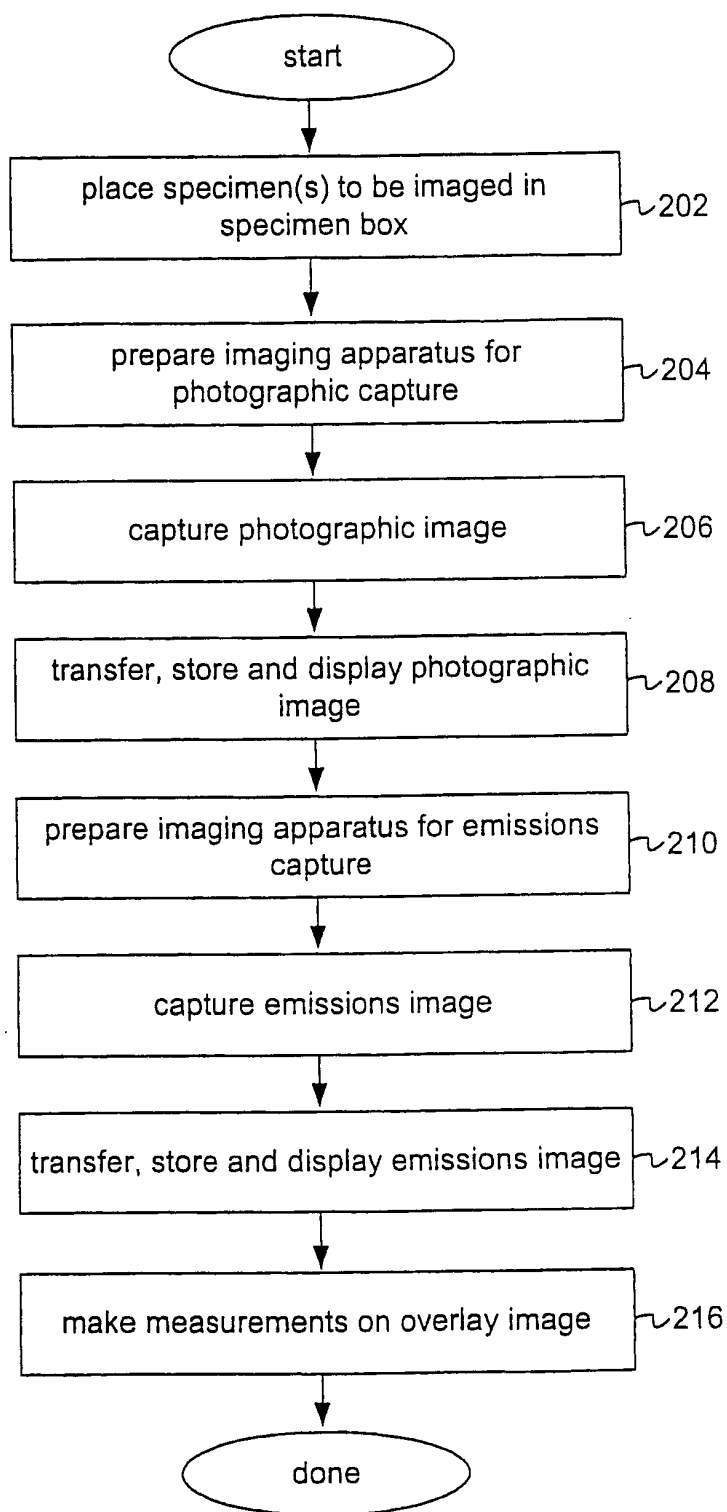 start
place specimen(s) to be imaged in
specimen box
202
prepare imaging apparatus for
photographic capture
204
capture photographic image
206
transfer, store and display photographic
image
208
prepare imaging apparatus for emissions
capture
210
capture emissions image
212
transfer, store and display emissions image
214
make measurements on overlay image
216
done